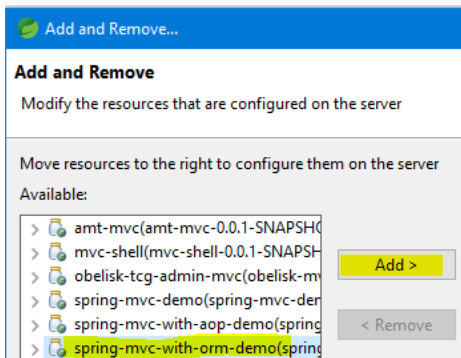 Add and Remove...
Add and Remove
Modify the resources that are configured on the server
Move resources to the right to configure them on the server
Available:
amt-mvc(amt-mvc-0.0.1-SNAPSHO
mvc-shell(mvc-shell-0.0.1-SNAPSH
obelisk-tcg-admin-mvc(obelisk-mv
spring-mvc-demo(spring-mvc-den
spring-mvc-with-aop-demo(spring
spring-mvc-with-orm-demo(spring
Add >
< Remove